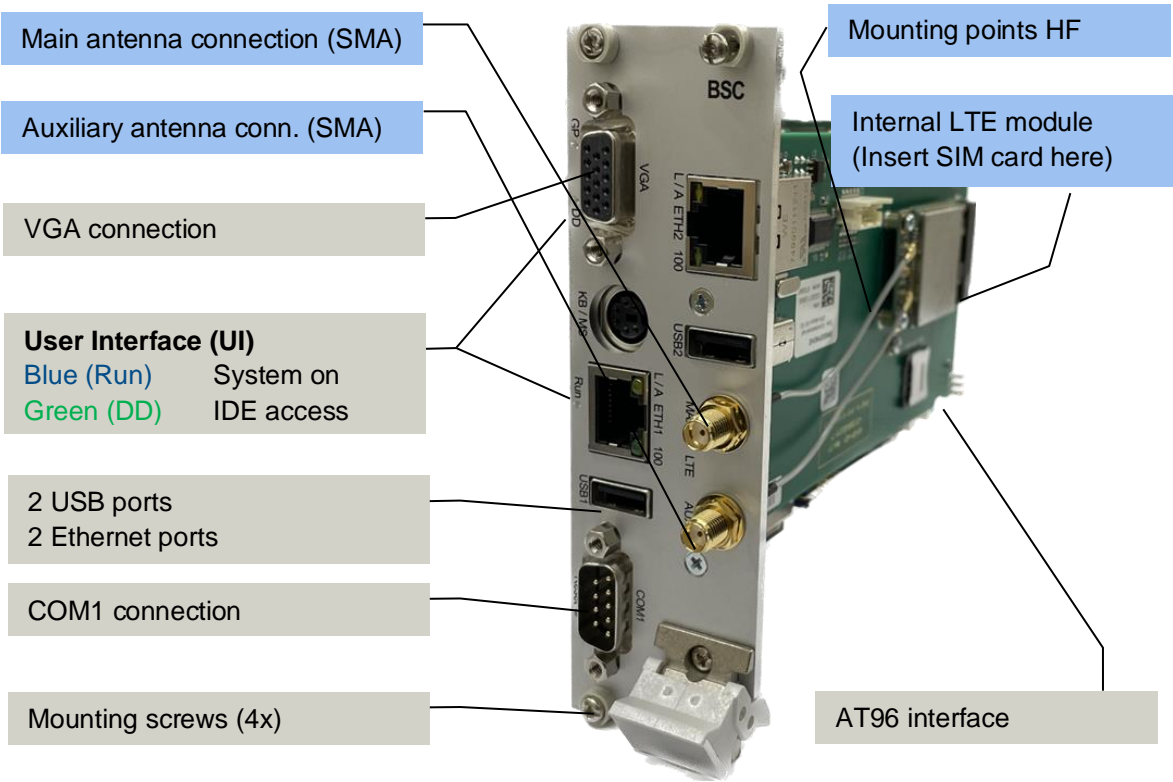 Main antenna connection (SMA)
Auxiliary antenna conn. (SMA)
VGA connection
User Interface (UI)
Blue (Run) System on
Green (DD) IDE access
2 USB ports
2 Ethernet ports
COM1 connection
Mounting screws (4x)
Mounting points HF
Internal LTE module
(Insert SIM card here)
AT96 interface
BSC
GP
VGA
DD
L / A ETH2 100
KB / MS
USB2
Run
L / A ETH1 100
LTE
USB1
COM1